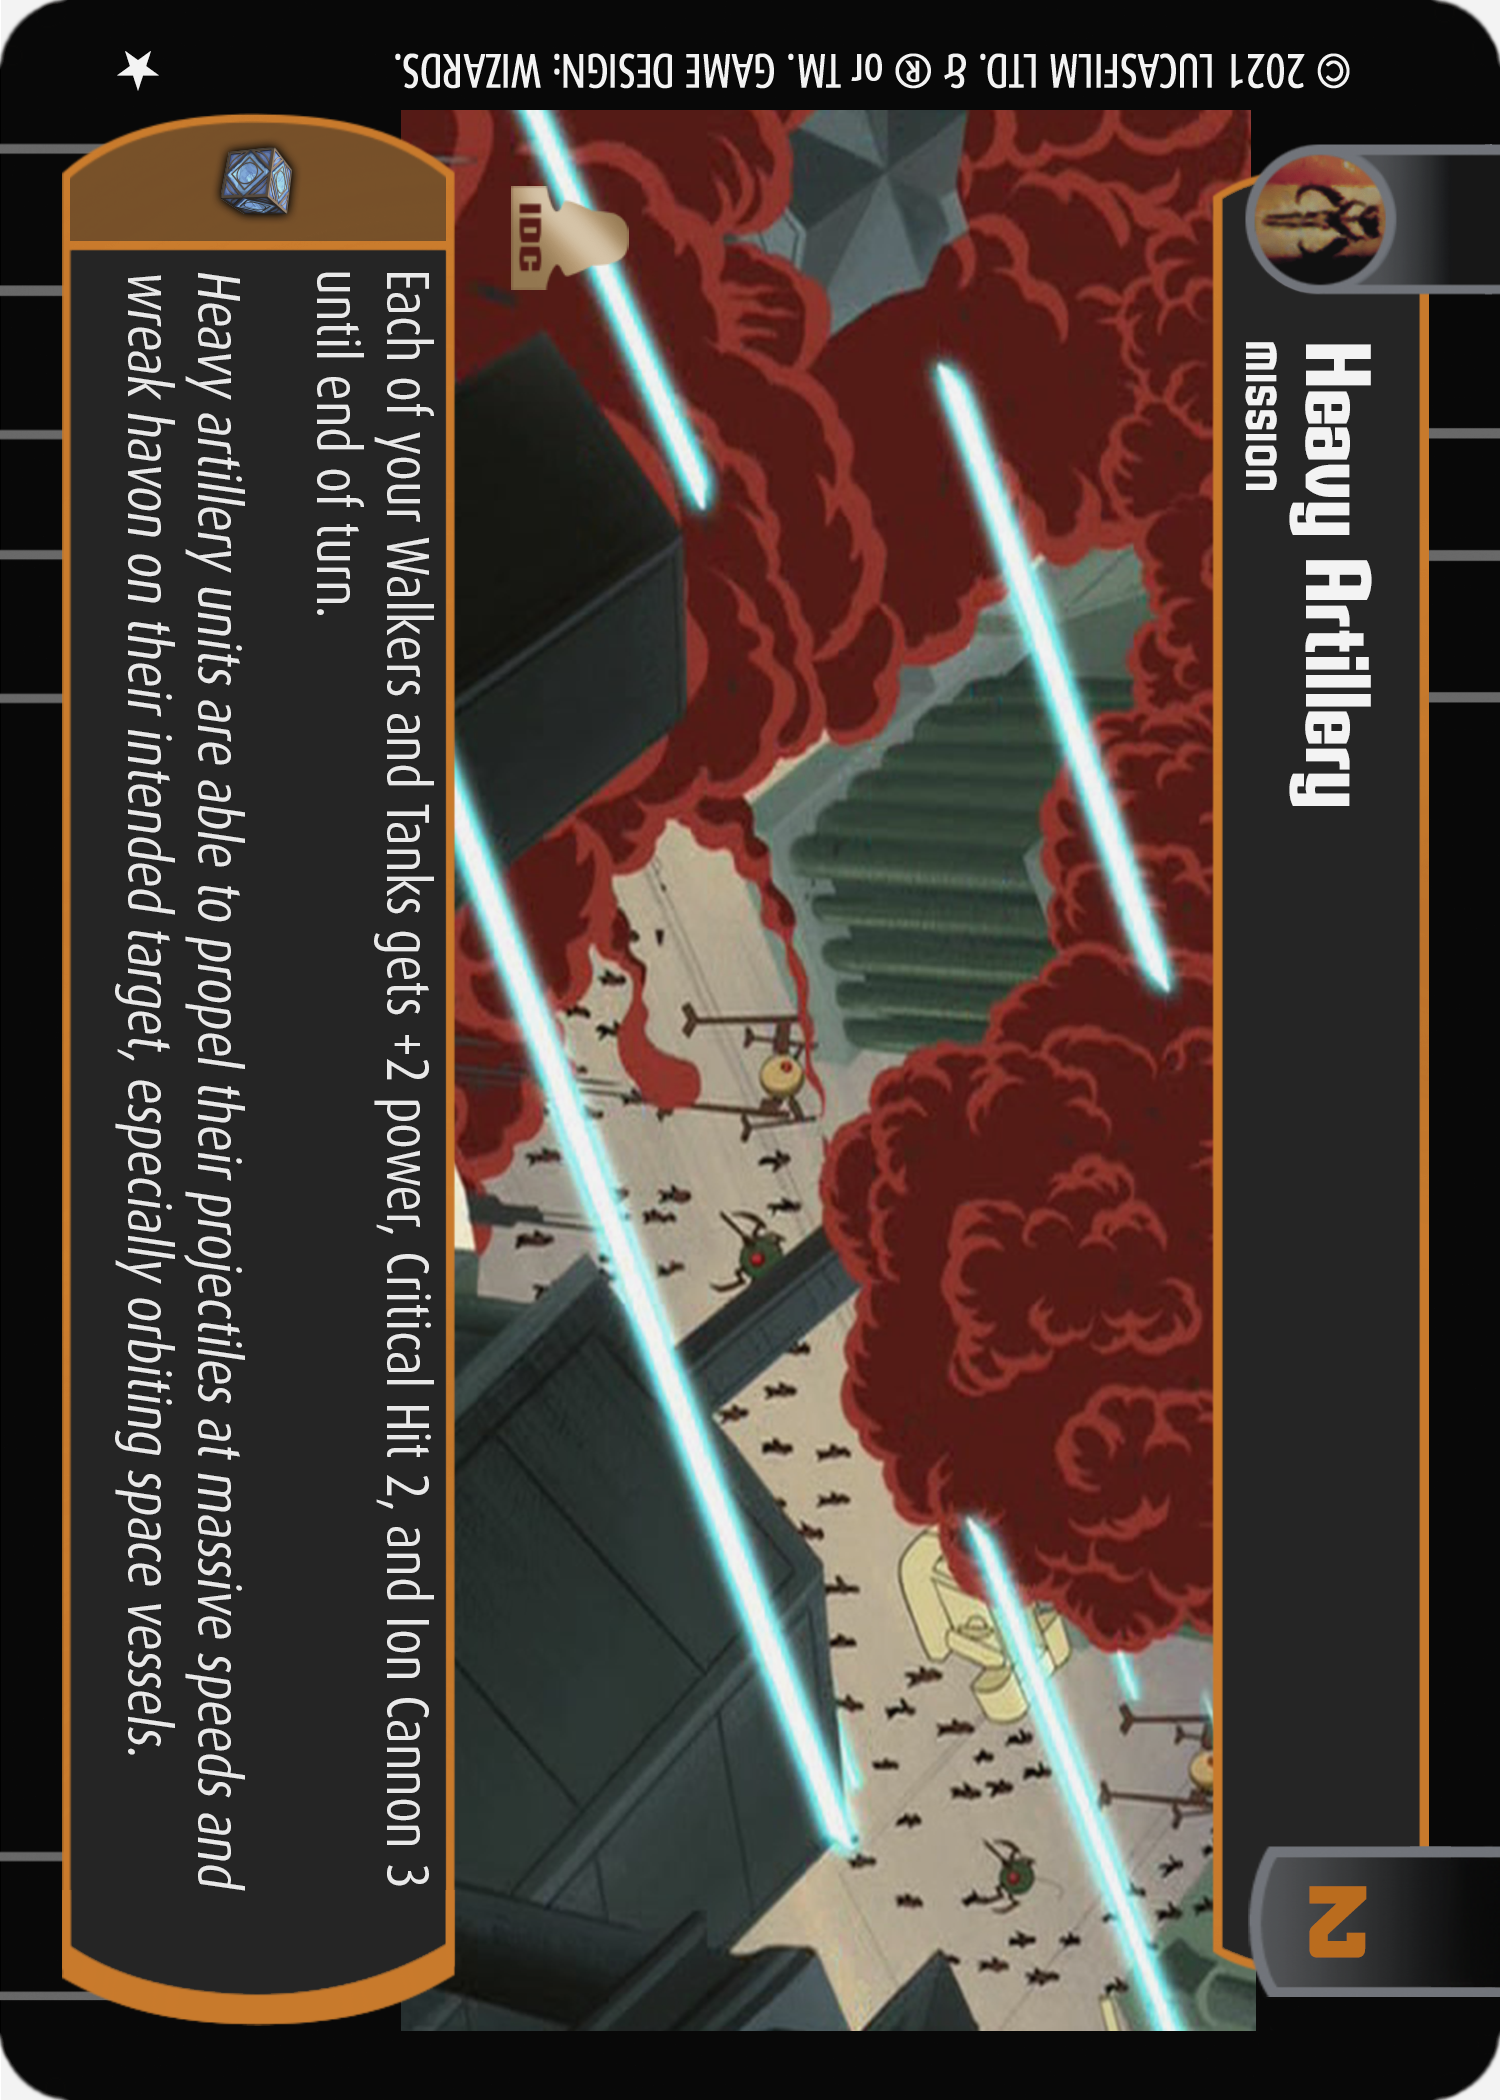 Heavy Artillery
MISSION
2
IDC
Each of your Walkers and Tanks gets +2 power, Critical Hit 2, and Ion Cannon 3
until end of turn.
Heavy artillery units are able to propel their projectiles at massive speeds and
wreak havon on their intended target, especially orbiting space vessels.
© 2021 LUCASFILM LTD. & ® or TM. GAME DESIGN: WIZARDS.